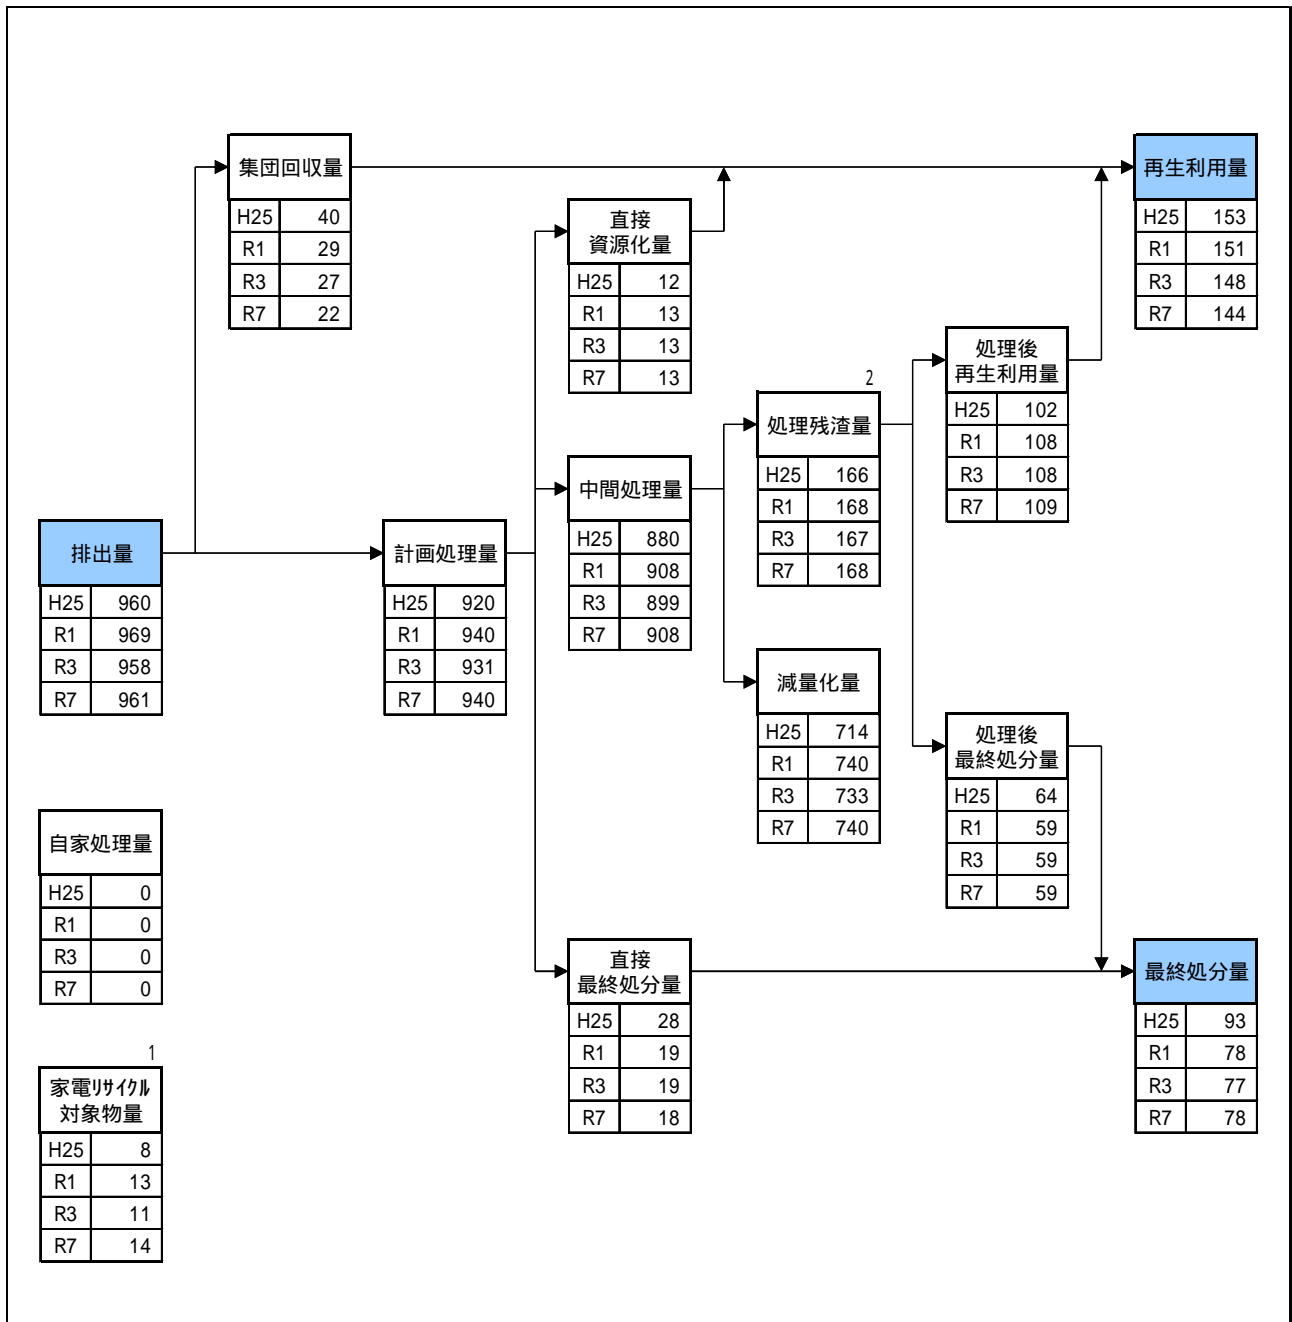 集団回収量
H25 40
R1 29
R3 27
R7 22
再生利用量
H25 153
R1 151
R3 148
R7 144
直接
資源化量
H25 12
R1 13
R3 13
R7 13
処理後
再生利用量
H25 102
R1 108
R3 108
R7 109
2
処理残渣量
H25 166
R1 168
R3 167
R7 168
中間処理量
H25 880
R1 908
R3 899
R7 908
排出量
H25 960
R1 969
R3 958
R7 961
計画処理量
H25 920
R1 940
R3 931
R7 940
減量化量
H25 714
R1 740
R3 733
R7 740
処理後
最終処分量
H25 64
R1 59
R3 59
R7 59
自家処理量
H25 0
R1 0
R3 0
R7 0
直接
最終処分量
H25 28
R1 19
R3 19
R7 18
最終処分量
H25 93
R1 78
R3 77
R7 78
1
家電ﾘｻｲｸﾙ
対象物量
H25 8
R1 13
R3 11
R7 14